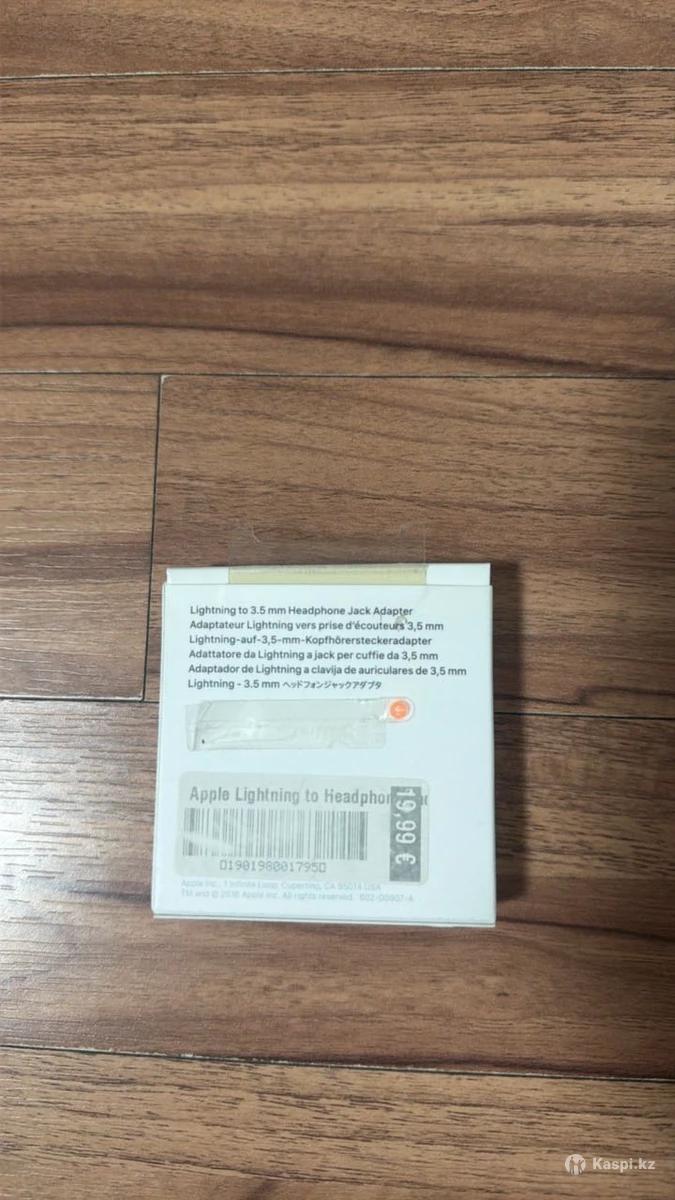 Lightning to 3.5 mm Headphone Jack Adapter
Adaptateur Lightning vers prise d'écouteurs 3,5 mm
Lightning-auf-3,5-mm-Kopfhörersteckeradapter
Adattatore da Lightning a jack per cuffie da 3,5 mm
Adaptador de Lightning a clavija de auriculares de 3,5 mm
Lightning - 3.5 mm ヘッドフォンジャックアダプタ
Apple Lightning to Headphon
19,99 €
0190198001795
Apple Inc., 1 Infinite Loop, Cupertino, CA 95014 USA
TM and © 2016 Apple Inc. All rights reserved. 602-00907-A
Kaspi.kz